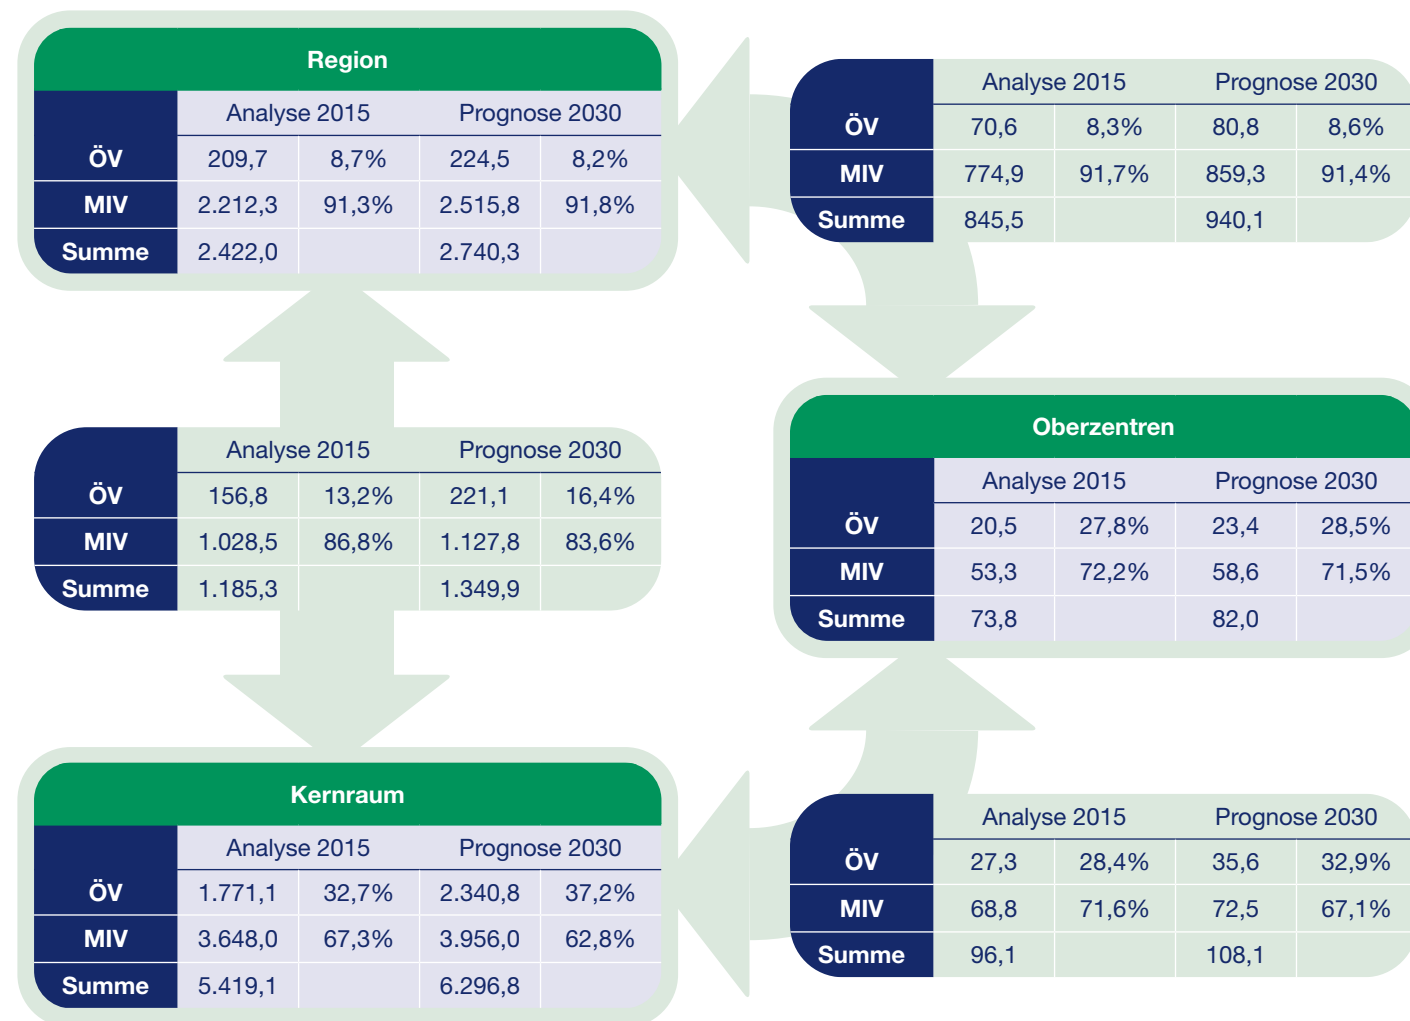 Region
Analyse 2015 Prognose 2030
ÖV 209,7 8,7% 224,5 8,2%
MIV 2.212,3 91,3% 2.515,8 91,8%
Summe 2.422,0 2.740,3
Analyse 2015 Prognose 2030
ÖV 70,6 8,3% 80,8 8,6%
MIV 774,9 91,7% 859,3 91,4%
Summe 845,5 940,1
Analyse 2015 Prognose 2030
ÖV 156,8 13,2% 221,1 16,4%
MIV 1.028,5 86,8% 1.127,8 83,6%
Summe 1.185,3 1.349,9
Oberzentren
Analyse 2015 Prognose 2030
ÖV 20,5 27,8% 23,4 28,5%
MIV 53,3 72,2% 58,6 71,5%
Summe 73,8 82,0
Kernraum
Analyse 2015 Prognose 2030
ÖV 1.771,1 32,7% 2.340,8 37,2%
MIV 3.648,0 67,3% 3.956,0 62,8%
Summe 5.419,1 6.296,8
Analyse 2015 Prognose 2030
ÖV 27,3 28,4% 35,6 32,9%
MIV 68,8 71,6% 72,5 67,1%
Summe 96,1 108,1